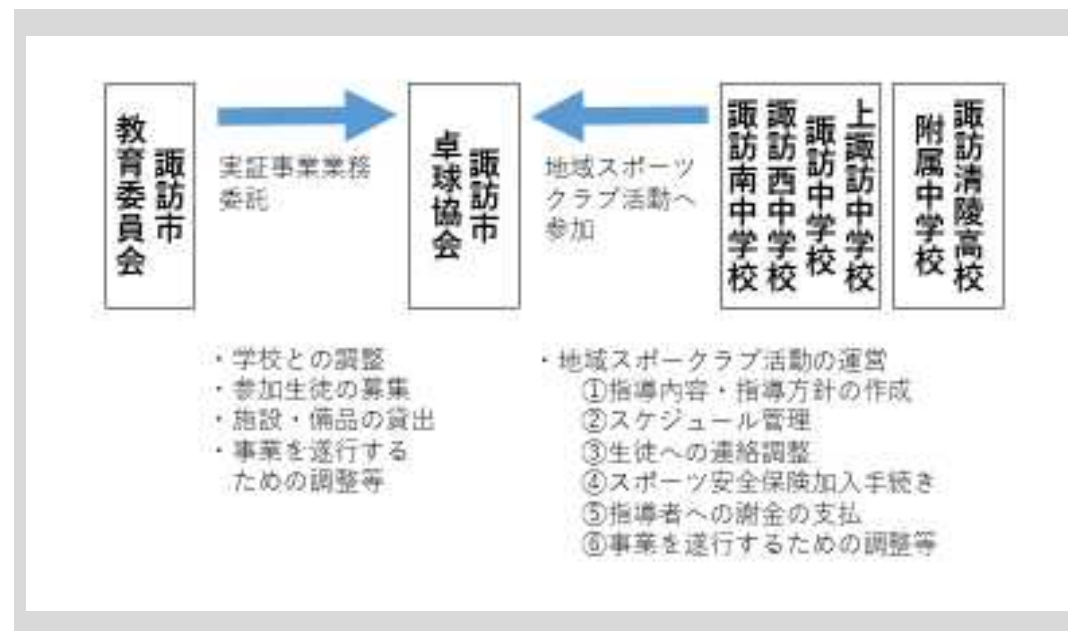 諏訪市
教育委員会
実証事業業務
委託
諏訪市
卓球協会
地域スポーツ
クラブ活動へ
参加
上諏訪中学校
諏訪中学校
諏訪西中学校
諏訪南中学校
諏訪清陵高校
附属中学校
・学校との調整
・参加生徒の募集
・施設・備品の貸出
・事業を遂行する
ための調整等
・地域スポークラブ活動の運営
①指導内容・指導方針の作成
②スケジュール管理
③生徒への連絡調整
④スポーツ安全保険加入手続き
⑤指導者への謝金の支払
⑥事業を遂行するための調整等